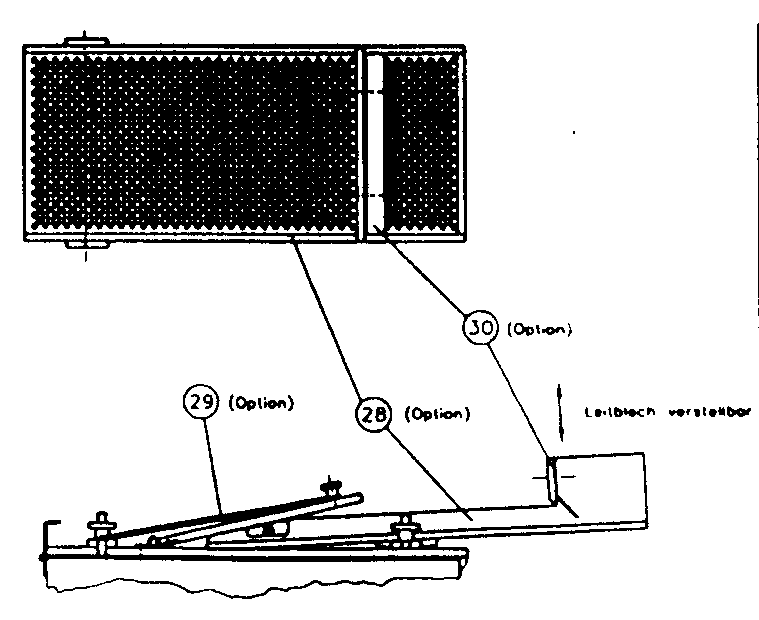 30 (Option)
29 (Option)
28 (Option)
Leitblech verstellbar